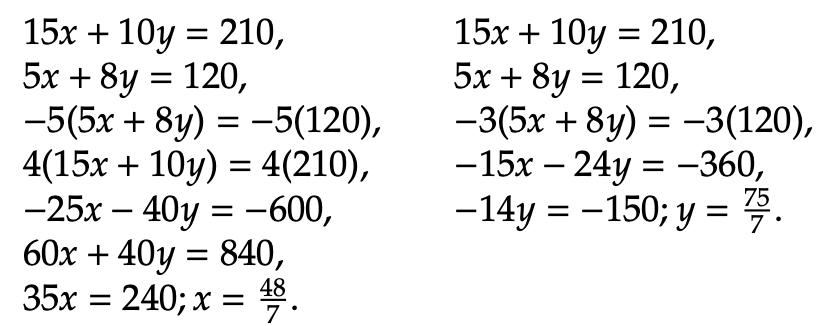 15x + 10y = 210,
5x + 8y = 120,
−5(5x + 8y) = −5(120),
4(15x + 10y) = 4(210),
−25x − 40y = −600,
60x + 40y = 840,
35x = 240; x = 48/7.
15x + 10y = 210,
5x + 8y = 120,
−3(5x + 8y) = −3(120),
−15x − 24y = −360,
−14y = −150; y = 75/7.